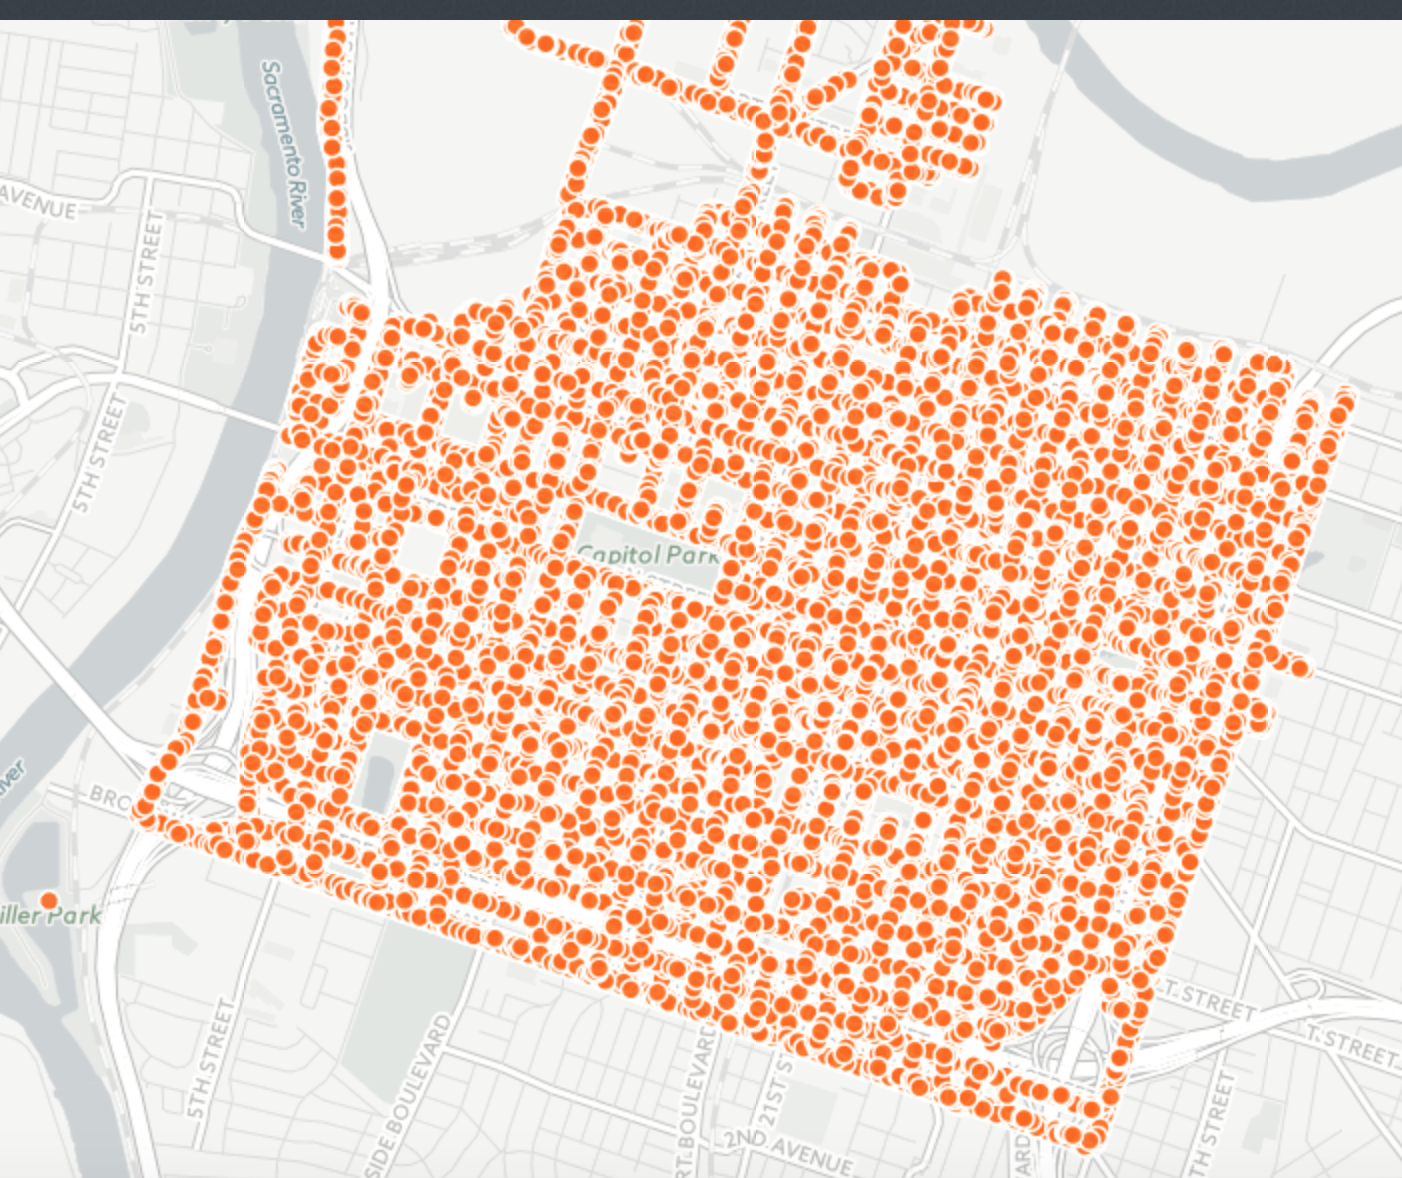 Sacramento River
AVENUE
5TH STREET
5TH STREET
Capitol Park
BRO
iver
iller Park
5TH STREET
SIDE BOULEVARD
RT. BOULEVARD
21ST S
2ND AVENUE
T. STREET
T. STREET
TH STREET
ARD